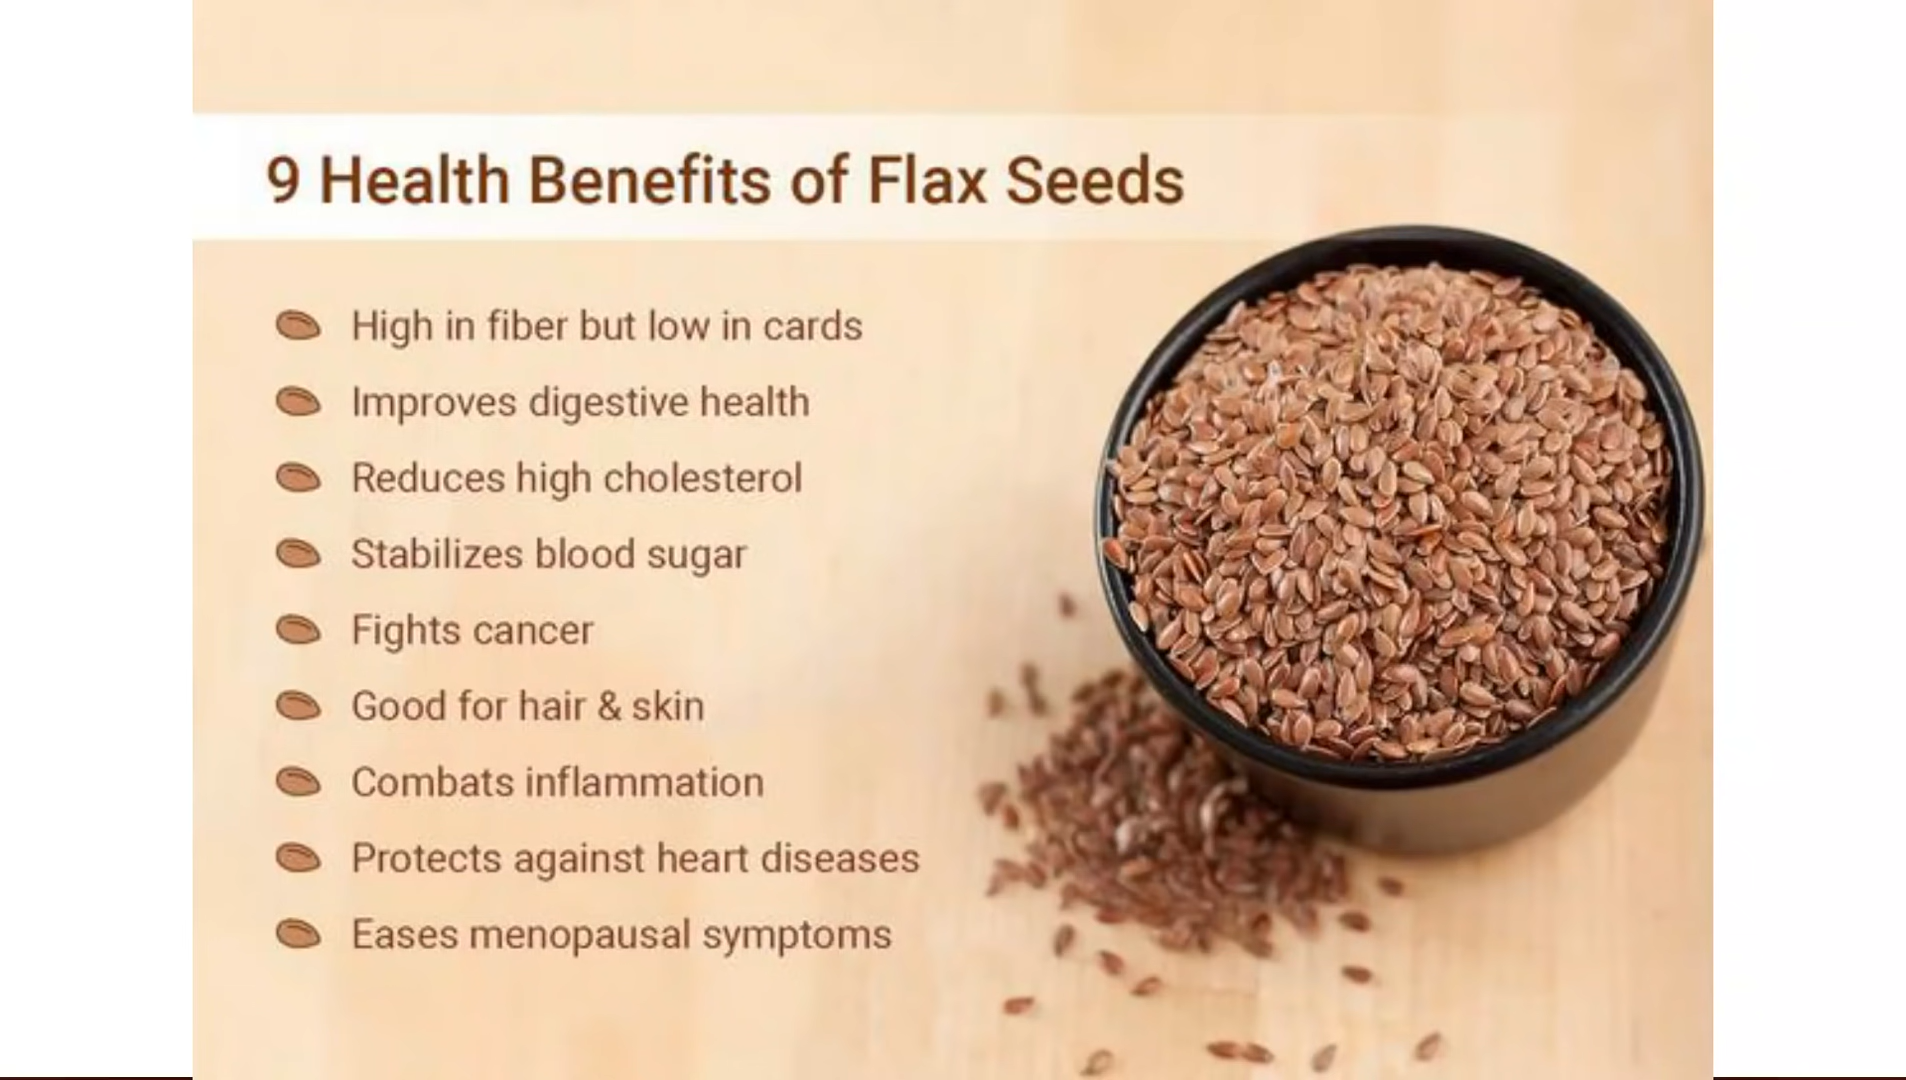 9 Health Benefits of Flax Seeds
High in fiber but low in cards
Improves digestive health
Reduces high cholesterol
Stabilizes blood sugar
Fights cancer
Good for hair & skin
Combats inflammation
Protects against heart diseases
Eases menopausal symptoms